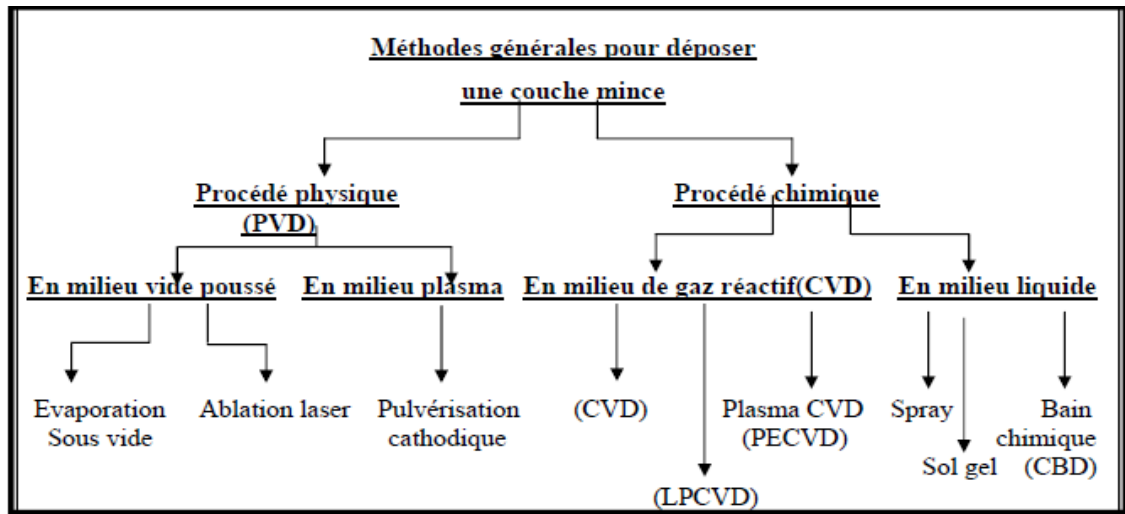 Méthodes générales pour déposer
une couche mince
Procédé physique
(PVD)
Procédé chimique
En milieu vide poussé
En milieu plasma
En milieu de gaz réactif(CVD)
En milieu liquide
Evaporation
Sous vide
Ablation laser
Pulvérisation
cathodique
(CVD)
(LPCVD)
Plasma CVD
(PECVD)
Spray
Sol gel
Bain
chimique
(CBD)